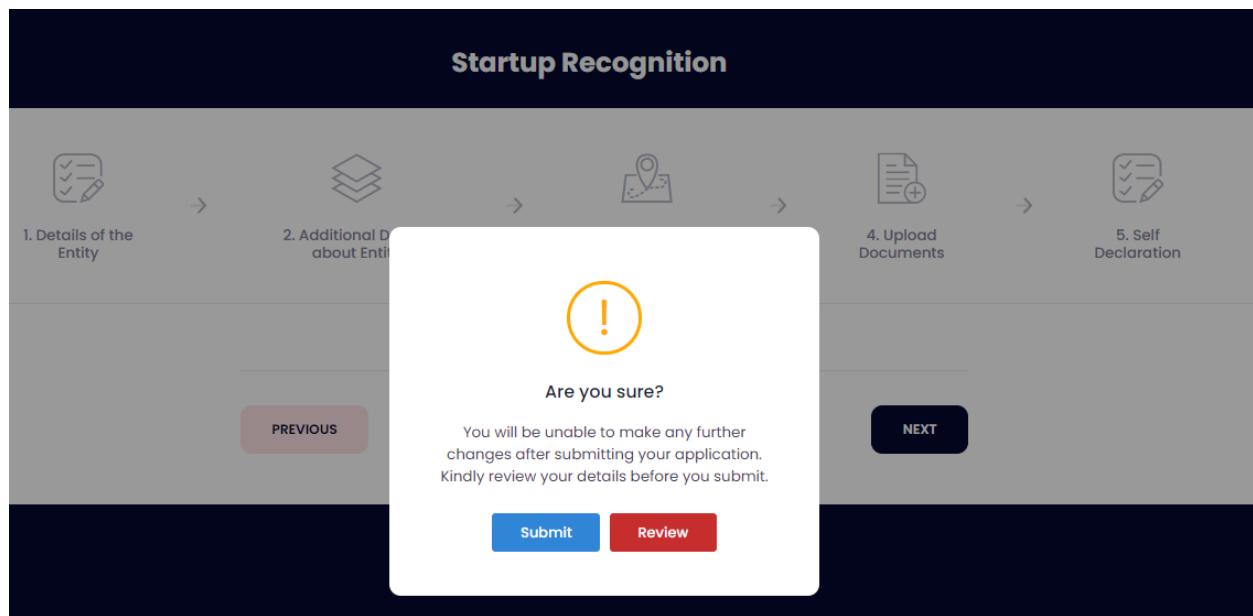 Startup Recognition
1. Details of the
Entity
2. Additional D
about Enti
4. Upload
Documents
5. Self
Declaration
Are you sure?
You will be unable to make any further
changes after submitting your application.
Kindly review your details before you submit.
PREVIOUS
NEXT
Submit
Review